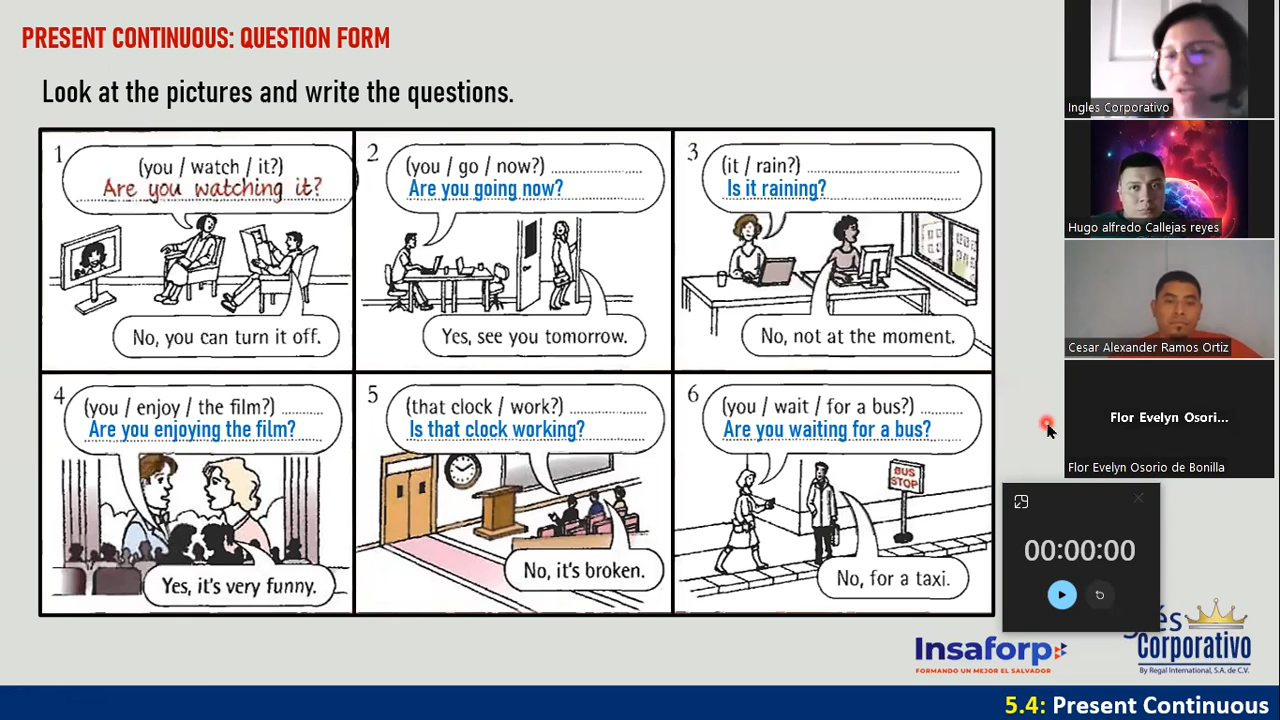 PRESENT CONTINUOUS: QUESTION FORM
Look at the pictures and write the questions.
1
(you / watch / it?)
Are you watching it?
No, you can turn it off.
2
(you / go / now?)
Are you going now?
Yes, see you tomorrow.
3
(it / rain?)
Is it raining?
No, not at the moment.
4
(you / enjoy / the film?)
Are you enjoying the film?
Yes, it's very funny.
5
(that clock / work?)
Is that clock working?
No, it's broken.
6
(you / wait / for a bus?)
Are you waiting for a bus?
BUS
STOP
No, for a taxi.
Ingles Corporativo
Hugo alfredo Callejas reyes
Cesar Alexander Ramos Ortiz
Flor Evelyn Osori...
Flor Evelyn Osorio de Bonilla
00:00:00
Insaforp
FORMANDO UN MEJOR EL SALVADOR
Corporativo
By Regal International, S.A. de C.V.
5.4: Present Continuous